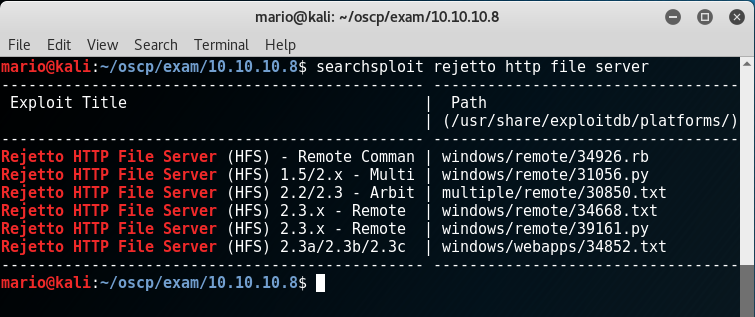 mario@kali: ~/oscp/exam/10.10.10.8
File Edit View Search Terminal Help
mario@kali:~/oscp/exam/10.10.10.8$ searchsploit rejetto http file server
----------------------------------------------- ----------------------------------
Exploit Title | Path
| (/usr/share/exploitdb/platforms/)
----------------------------------------------- ----------------------------------
Rejetto HTTP File Server (HFS) - Remote Comman | windows/remote/34926.rb
Rejetto HTTP File Server (HFS) 1.5/2.x - Multi | windows/remote/31056.py
Rejetto HTTP File Server (HFS) 2.2/2.3 - Arbit | multiple/remote/30850.txt
Rejetto HTTP File Server (HFS) 2.3.x - Remote | windows/remote/34668.txt
Rejetto HTTP File Server (HFS) 2.3.x - Remote | windows/remote/39161.py
Rejetto HTTP File Server (HFS) 2.3a/2.3b/2.3c | windows/webapps/34852.txt
----------------------------------------------- ----------------------------------
mario@kali:~/oscp/exam/10.10.10.8$